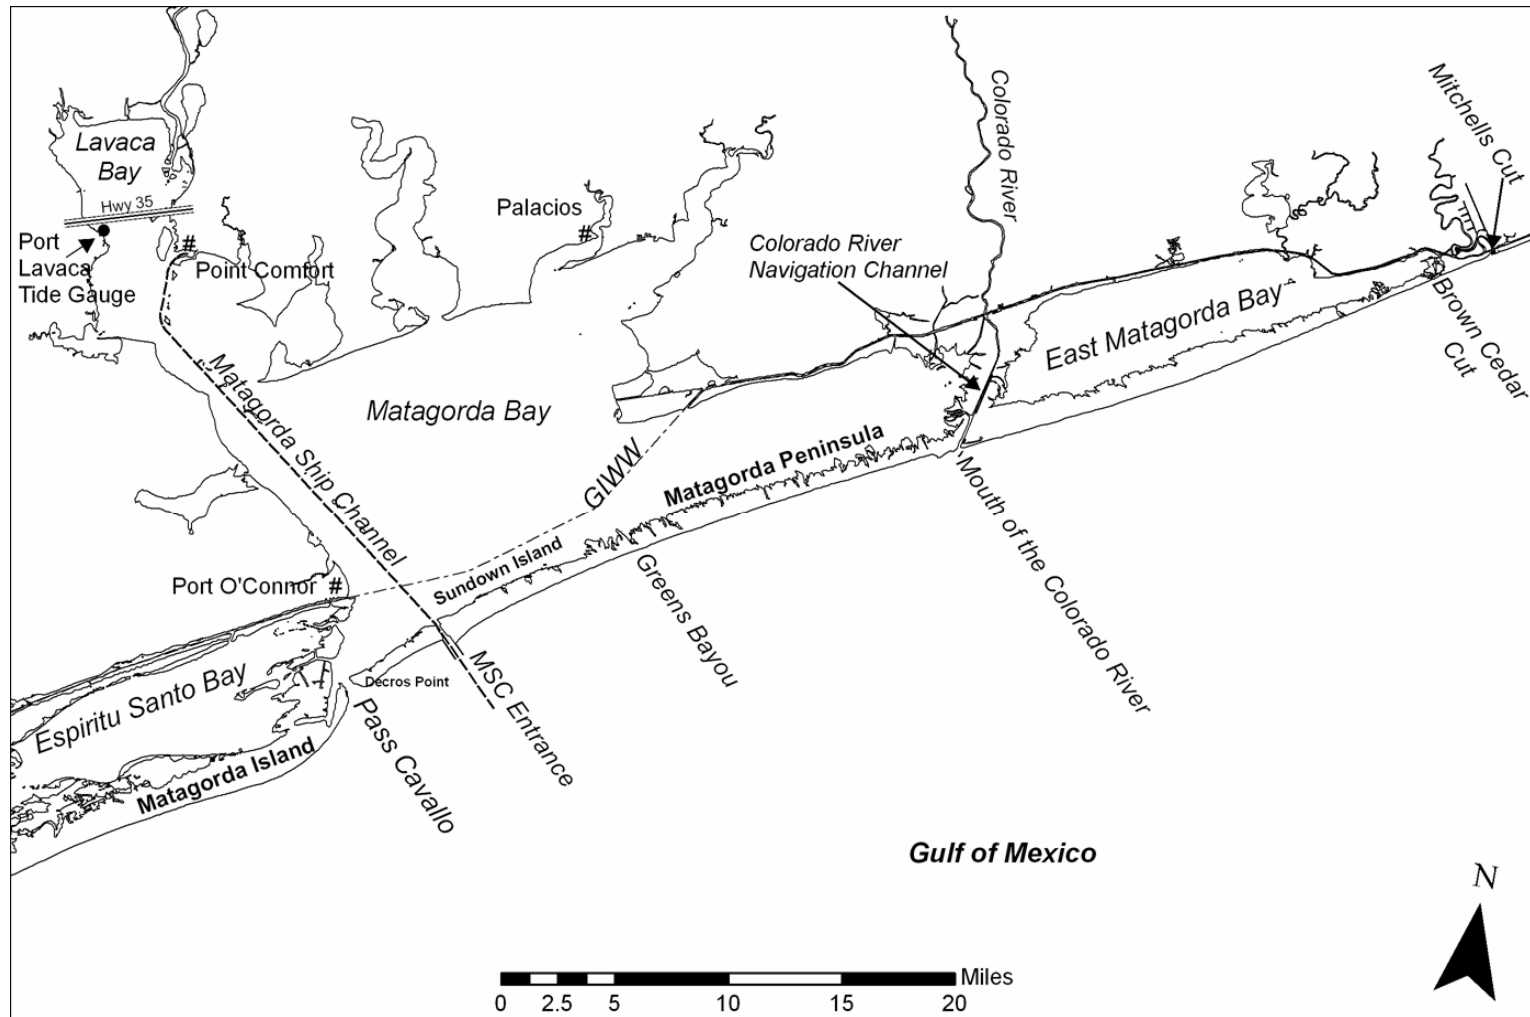 Lavaca
Bay
Hwy 35
Port
Lavaca
Tide Gauge
#
Point Comfort
Palacios
#
Colorado River
Colorado River
Navigation Channel
Mitchells Cut
Brown Cedar
Cut
East Matagorda Bay
Matagorda Ship Channel
Matagorda Bay
GIWW
Matagorda Peninsula
Mouth of the Colorado River
Sundown Island
Greens Bayou
Port O'Connor #
MSC Entrance
Decros Point
Pass Cavallo
Espiritu Santo Bay
Matagorda Island
Gulf of Mexico
N
Miles
0 2.5 5 10 15 20